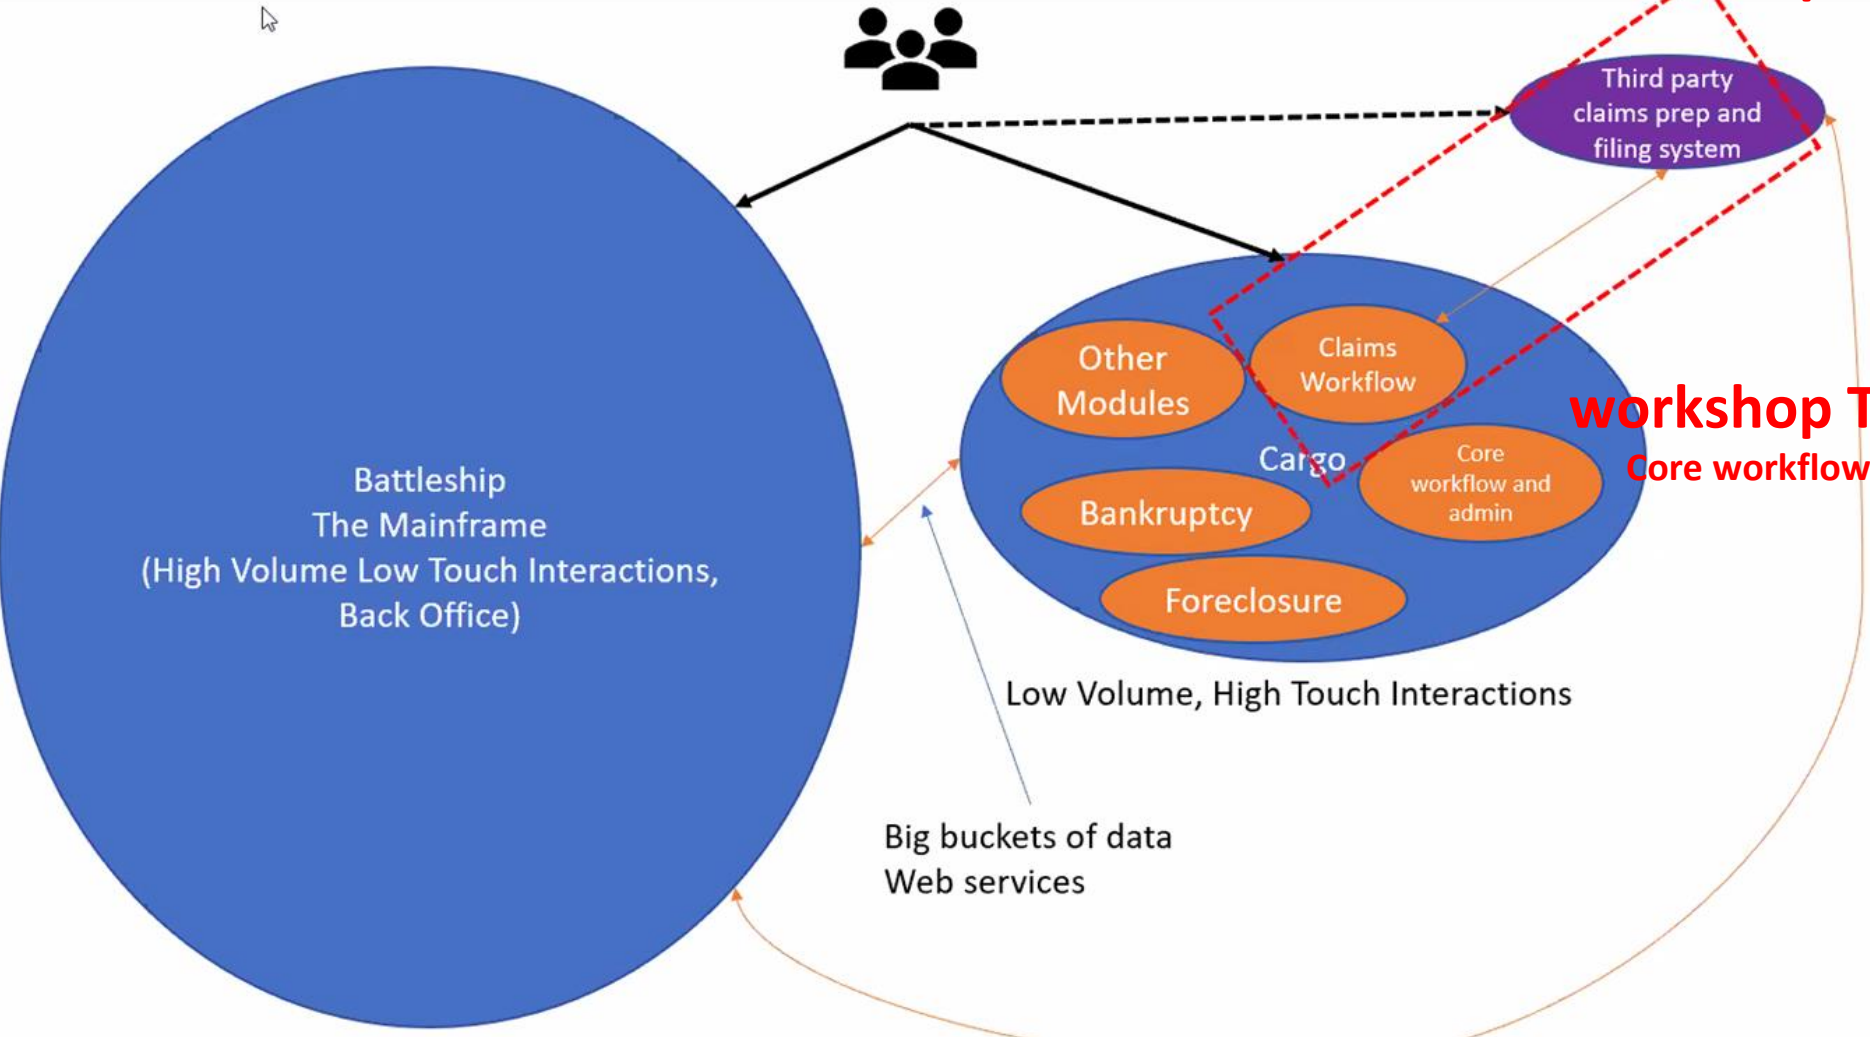 Third party
claims prep and
filing system
Other
Modules
Claims
Workflow
workshop T
Cargo
Core
workflow and
admin
Core workflow
Battleship
The Mainframe
(High Volume Low Touch Interactions,
Back Office)
Bankruptcy
Foreclosure
Low Volume, High Touch Interactions
Big buckets of data
Web services